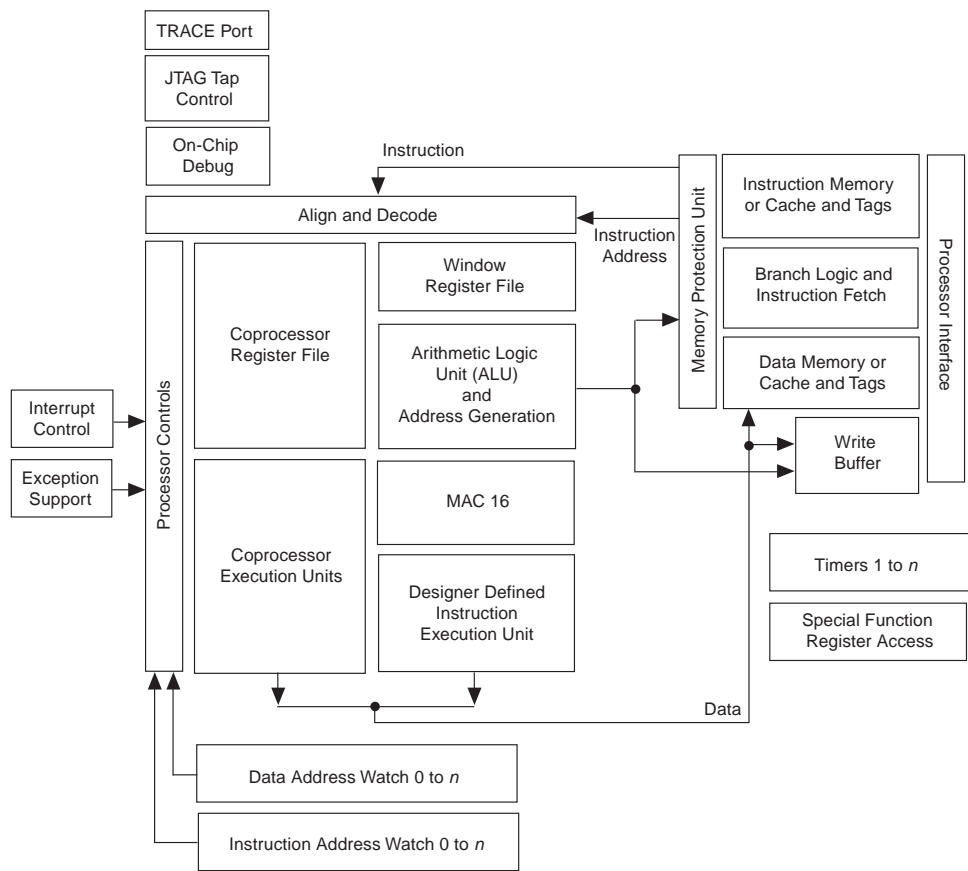 TRACE Port
JTAG Tap
Control
On-Chip
Debug
Instruction
Align and Decode
Instruction
Address
Memory Protection Unit
Instruction Memory
or Cache and Tags
Branch Logic and
Instruction Fetch
Data Memory or
Cache and Tags
Processor Interface
Write
Buffer
Window
Register File
Coprocessor
Register File
Arithmetic Logic
Unit (ALU)
and
Address Generation
Interrupt
Control
Exception
Support
Processor Controls
MAC 16
Coprocessor
Execution Units
Designer Defined
Instruction
Execution Unit
Timers 1 to n
Special Function
Register Access
Data
Data Address Watch 0 to n
Instruction Address Watch 0 to n